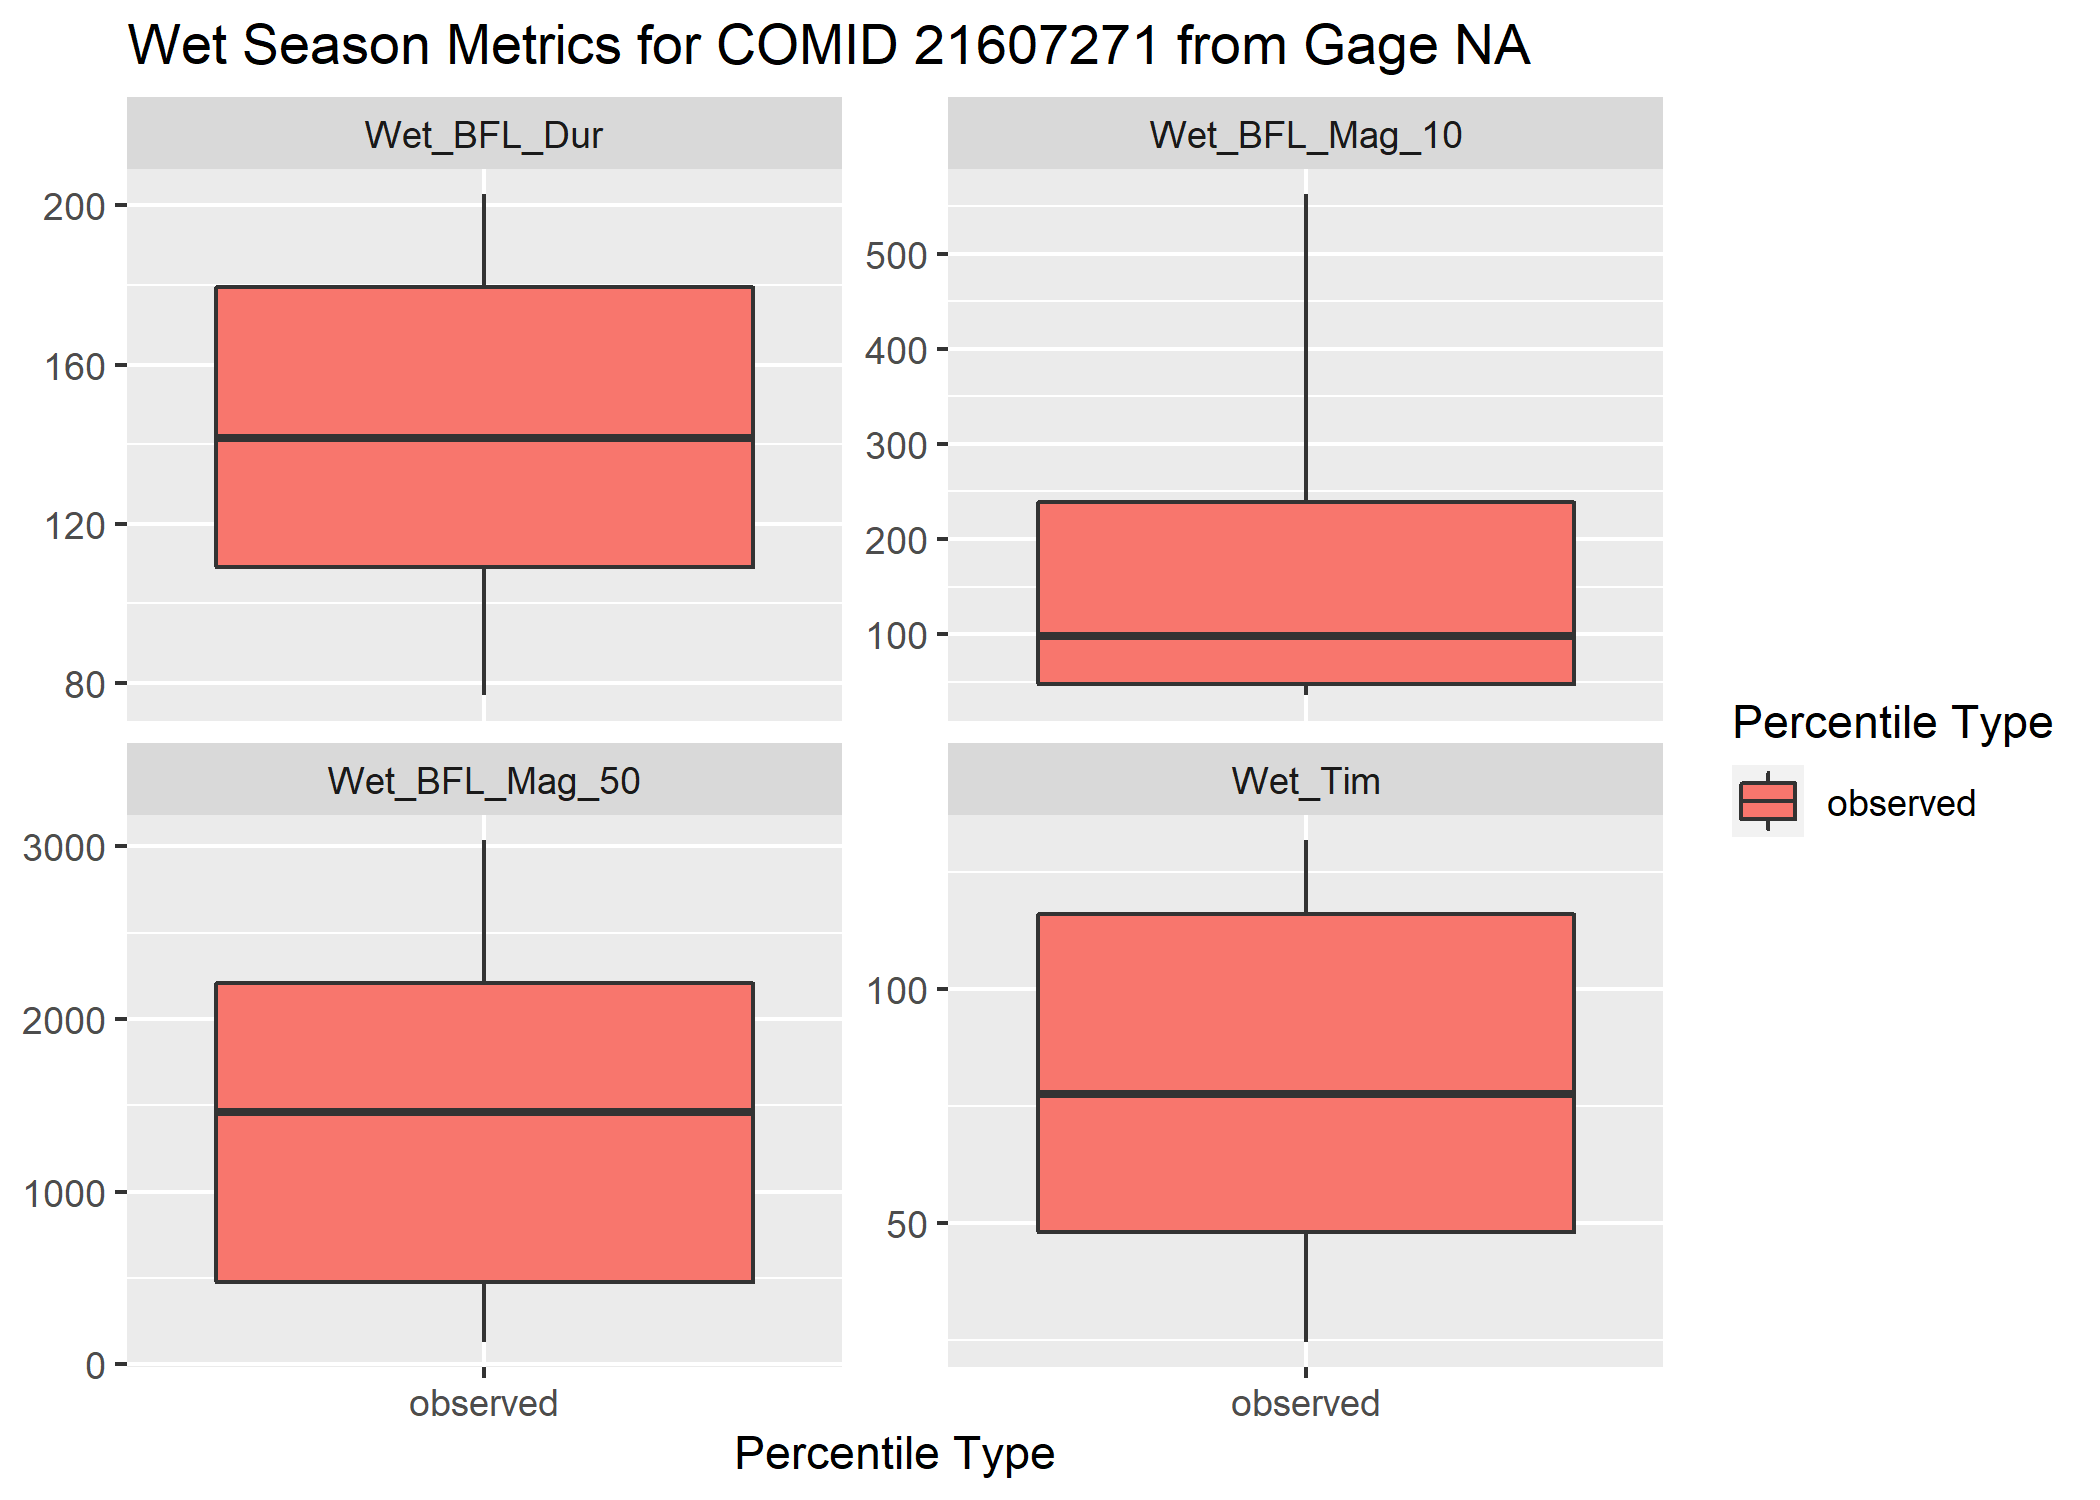 Wet Season Metrics for COMID 21607271 from Gage NA
Wet_BFL_Dur
200
160
120
80
Wet_BFL_Mag_10
500
400
300
200
100
Wet_BFL_Mag_50
3000
2000
1000
0
observed
Wet_Tim
100
50
observed
Percentile Type
Percentile Type
observed